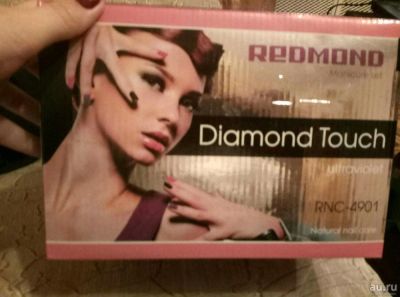 REDMOND
Manicure set
Diamond Touch
ultraviolet
RNC-4901
Natural nail care
au.ru